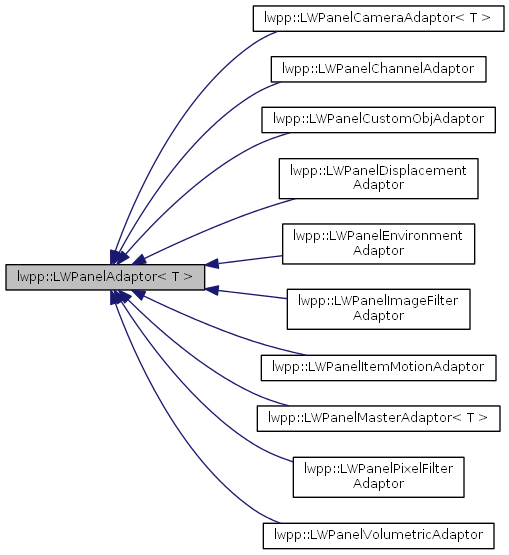 lwpp::LWPanelCameraAdaptor< T >
lwpp::LWPanelChannelAdaptor
lwpp::LWPanelCustomObjAdaptor
lwpp::LWPanelDisplacement
Adaptor
lwpp::LWPanelEnvironment
Adaptor
lwpp::LWPanelAdaptor< T >
lwpp::LWPanelImageFilter
Adaptor
lwpp::LWPanelItemMotionAdaptor
lwpp::LWPanelMasterAdaptor< T >
lwpp::LWPanelPixelFilter
Adaptor
lwpp::LWPanelVolumetricAdaptor